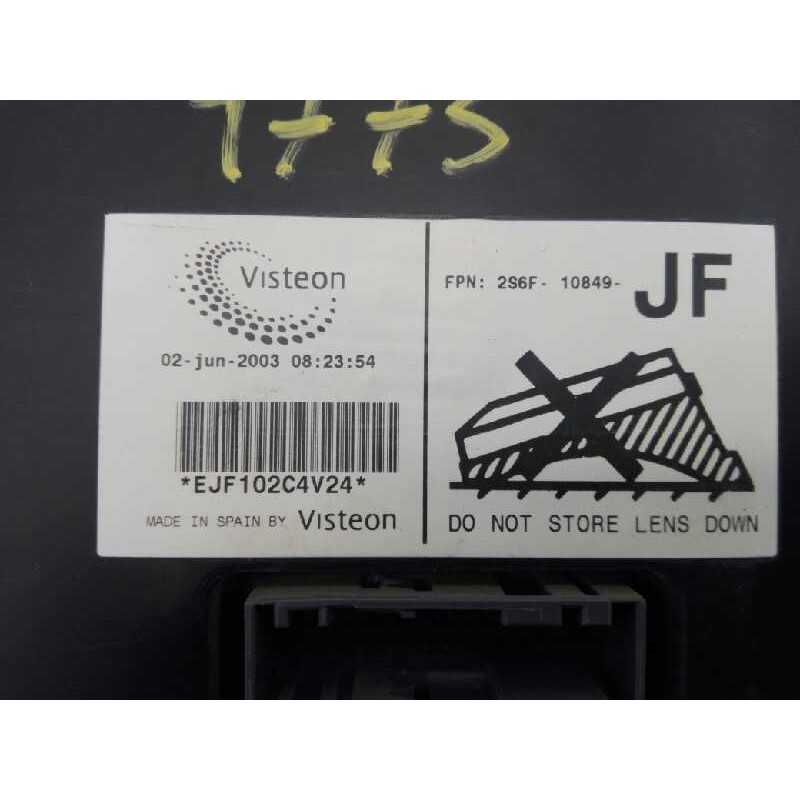 1775
Visteon
02-jun-2003 08:23:54
*EJF102C4V24*
MADE IN SPAIN BY Visteon
FPN: 2S6F- 10849- JF
DO NOT STORE LENS DOWN